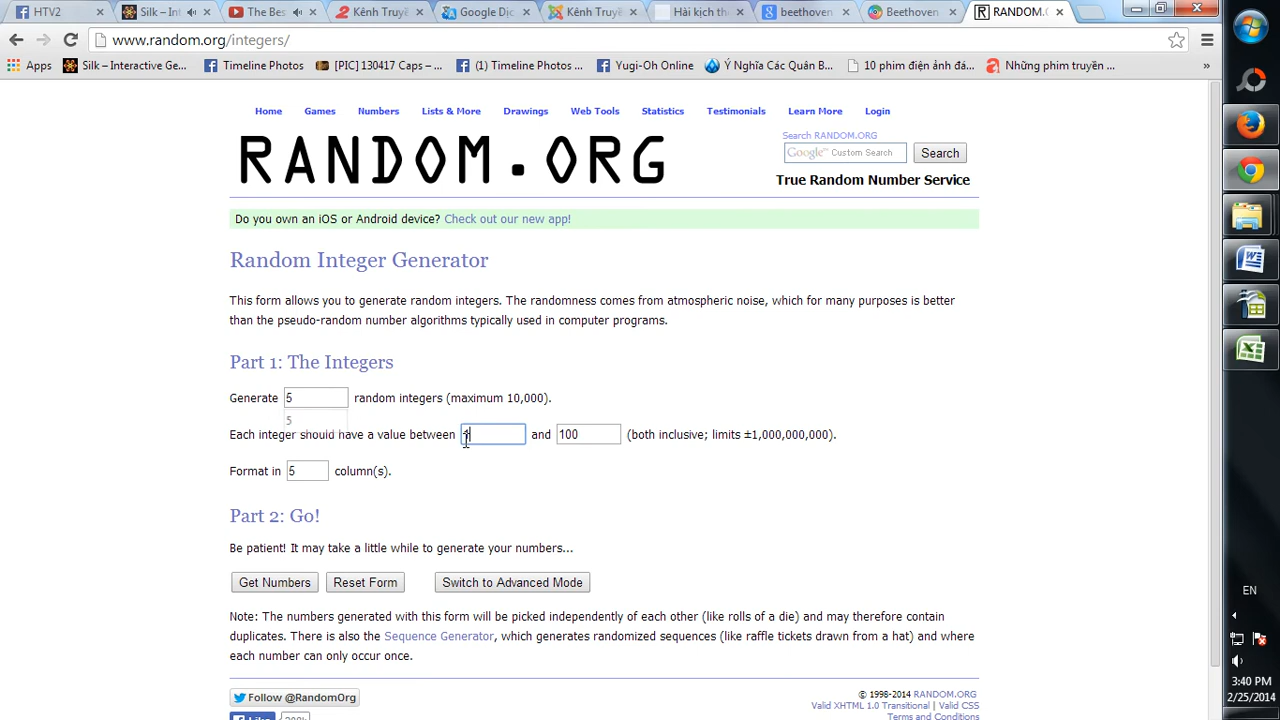 HTV2
Silk – Int
The Bes
Kênh Truyề
Google Dịc
Kênh Truyề
Hài kịch th
beethoven
Beethoven
RANDOM.O
www.random.org/integers/
Apps
Silk – Interactive Ge...
Timeline Photos
[PIC] 130417 Caps – ...
(1) Timeline Photos ...
Yugi-Oh Online
Ý Nghĩa Các Quân B...
10 phim điện ảnh đá...
Những phim truyền ...
»
Home Games Numbers Lists & More Drawings Web Tools Statistics Testimonials Learn More Login
RANDOM.ORG
Search RANDOM.ORG
Google™ Custom Search
Search
True Random Number Service
Do you own an iOS or Android device? Check out our new app!
Random Integer Generator
This form allows you to generate random integers. The randomness comes from atmospheric noise, which for many purposes is better
than the pseudo-random number algorithms typically used in computer programs.
Part 1: The Integers
Generate 5 random integers (maximum 10,000).
5
Each integer should have a value between and 100 (both inclusive; limits ±1,000,000,000).
Format in 5 column(s).
Part 2: Go!
Be patient! It may take a little while to generate your numbers...
Get Numbers
Reset Form
Switch to Advanced Mode
Note: The numbers generated with this form will be picked independently of each other (like rolls of a die) and may therefore contain
duplicates. There is also the Sequence Generator, which generates randomized sequences (like raffle tickets drawn from a hat) and where
each number can only occur once.
Follow @RandomOrg
© 1998-2014 RANDOM.ORG
Valid XHTML 1.0 Transitional | Valid CSS
Terms and Conditions
EN
3:40 PM
2/25/2014